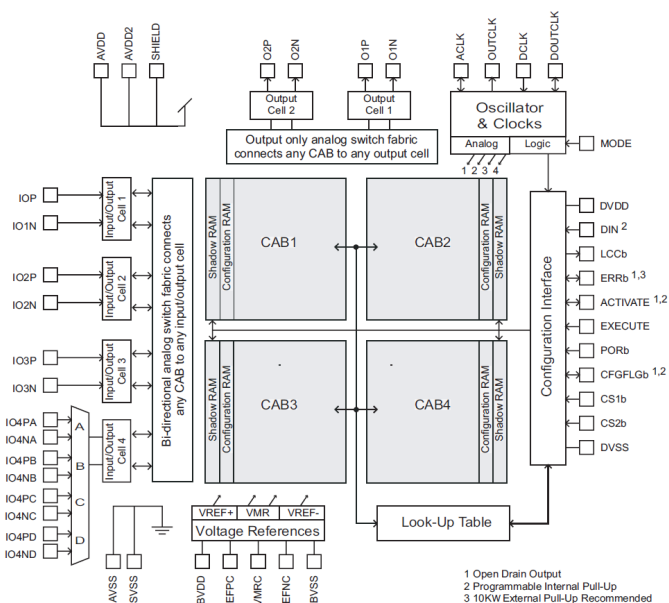 AVDD
AVDD2
SHIELD
O2P
O2N
O1P
O1N
ACLK
OUTCLK
DCLK
DOUTCLK
Output Cell 2
Output Cell 1
Output only analog switch fabric
connects any CAB to any output cell
Oscillator
& Clocks
Analog
Logic
1 2 3 4
MODE
IOP
IO1N
IO2P
IO2N
IO3P
IO3N
IO4PA
IO4NA
IO4PB
IO4NB
IO4PC
IO4NC
IO4PD
IO4ND
A
B
C
D
Input/Output
Cell 1
Input/Output
Cell 2
Input/Output
Cell 3
Input/Output
Cell 4
Bi-directional analog switch fabric connects
any CAB to any input/output cell
Shadow RAM
Configuration RAM
CAB1
CAB2
Configuration RAM
Shadow RAM
Shadow RAM
Configuration RAM
CAB3
CAB4
Configuration RAM
Shadow RAM
Configuration Interface
DVDD
DIN 2
LCCb
ERRb 1,3
ACTIVATE 1,2
EXECUTE
PORb
CFGFLGb 1,2
CS1b
CS2b
DVSS
VREF+
VMR
VREF-
Voltage References
Look-Up Table
AVSS
SVSS
BVDD
EFPC
VMRC
EFNC
BVSS
1 Open Drain Output
2 Programmable Internal Pull-Up
3 10KW External Pull-Up Recommended